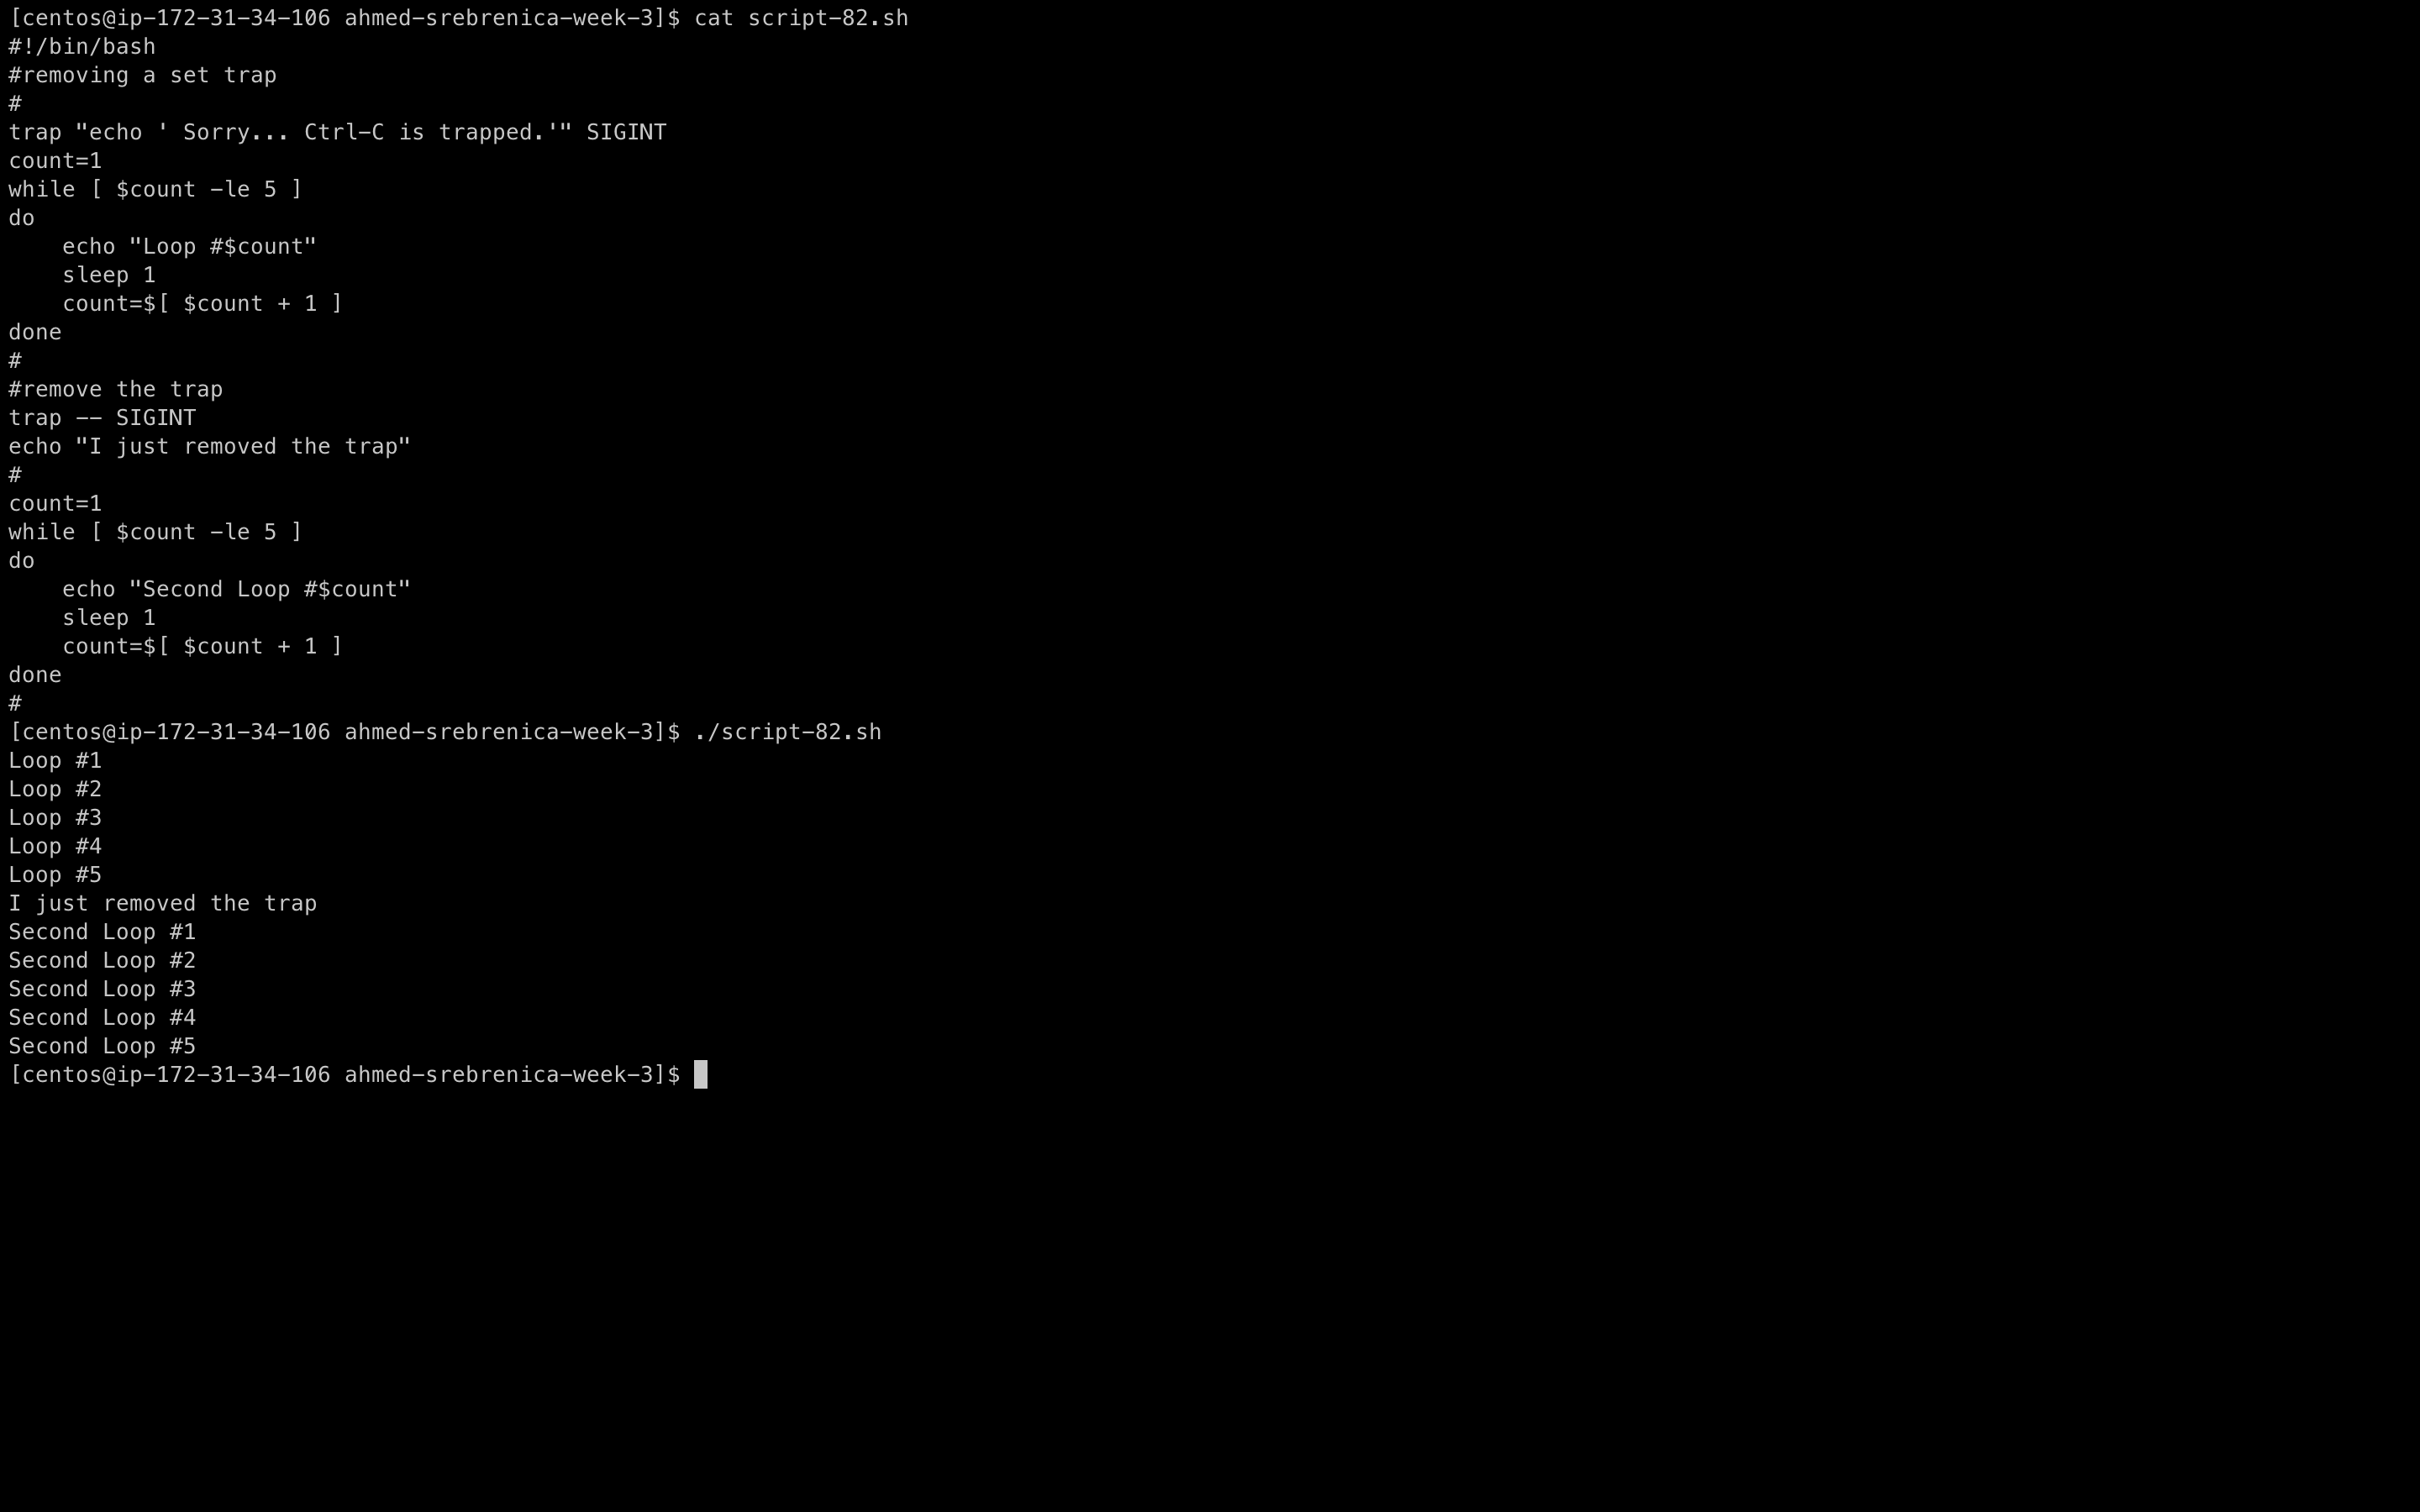 [centos@ip-172-31-34-106 ahmed-srebrenica-week-3]$ cat script-82.sh
#!/bin/bash
#removing a set trap
#
trap "echo ' Sorry... Ctrl-C is trapped.'" SIGINT
count=1
while [ $count -le 5 ]
do
    echo "Loop #$count"
    sleep 1
    count=$[ $count + 1 ]
done
#
#remove the trap
trap -- SIGINT
echo "I just removed the trap"
#
count=1
while [ $count -le 5 ]
do
    echo "Second Loop #$count"
    sleep 1
    count=$[ $count + 1 ]
done
#
[centos@ip-172-31-34-106 ahmed-srebrenica-week-3]$ ./script-82.sh
Loop #1
Loop #2
Loop #3
Loop #4
Loop #5
I just removed the trap
Second Loop #1
Second Loop #2
Second Loop #3
Second Loop #4
Second Loop #5
[centos@ip-172-31-34-106 ahmed-srebrenica-week-3]$